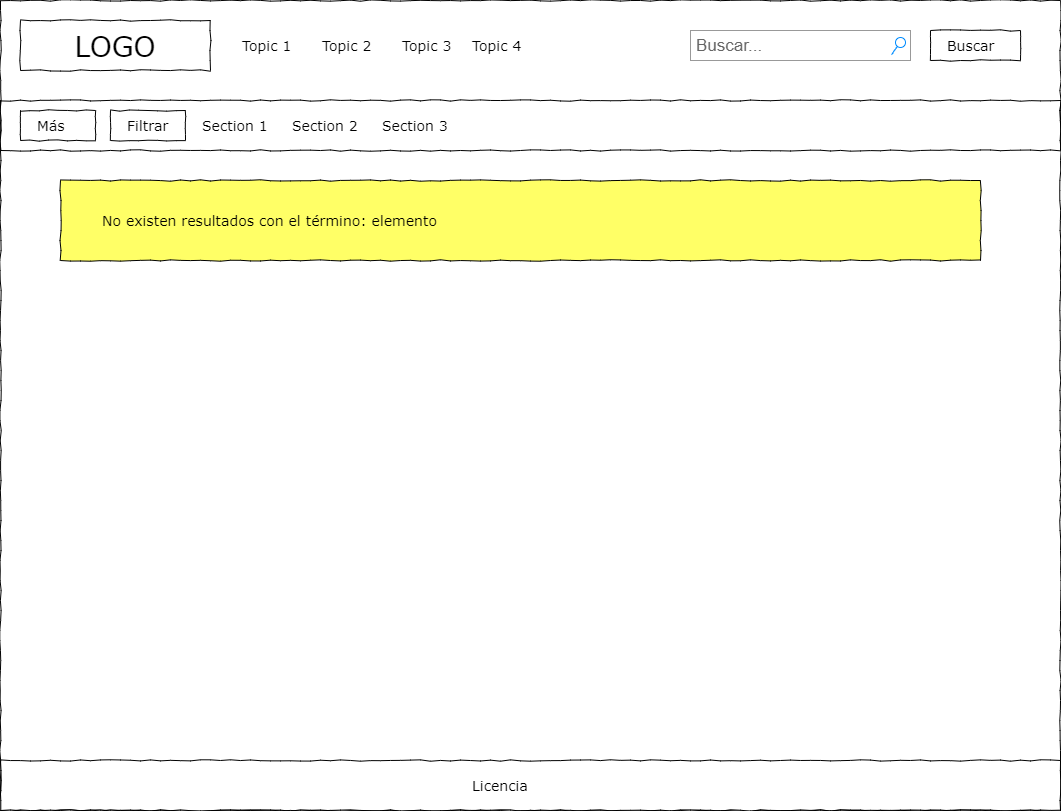 LOGO Topic 1 Topic 2 Topic 3 Topic 4 Buscar... Buscar
Más Filtrar Section 1 Section 2 Section 3
No existen resultados con el término: elemento
Licencia